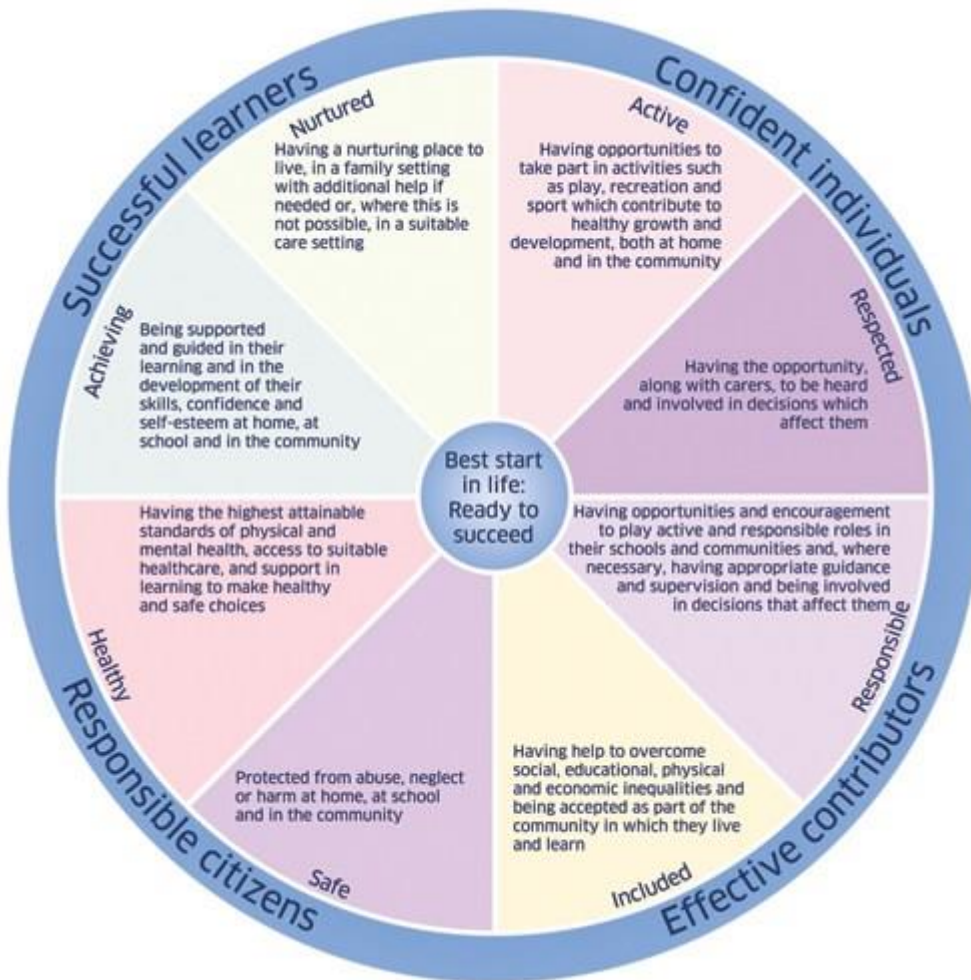 Successful learners
Confident individuals
Nurtured
Having a nurturing place to
live, in a family setting
with additional help if
needed or, where this is
not possible, in a suitable
care setting
Active
Having opportunities to
take part in activities such
as play, recreation and
sport which contribute to
healthy growth and
development, both at home
and in the community
Respected
Having the opportunity,
along with carers, to be heard
and involved in decisions which
affect them
Achieving
Being supported
and guided in their
learning and in the
development of their
skills, confidence and
self-esteem at home, at
school and in the community
Best start
in life:
Ready to
succeed
Having the highest attainable
standards of physical and
mental health, access to suitable
healthcare, and support in
learning to make healthy
and safe choices
Healthy
Having opportunities and encouragement
to play active and responsible roles in
their schools and communities and, where
necessary, having appropriate guidance
and supervision and being involved
in decisions that affect them
Responsible
Protected from abuse, neglect
or harm at home, at school
and in the community
Safe
Having help to overcome
social, educational, physical
and economic inequalities and
being accepted as part of the
community in which they live
and learn
Included
Responsible citizens
Effective contributors